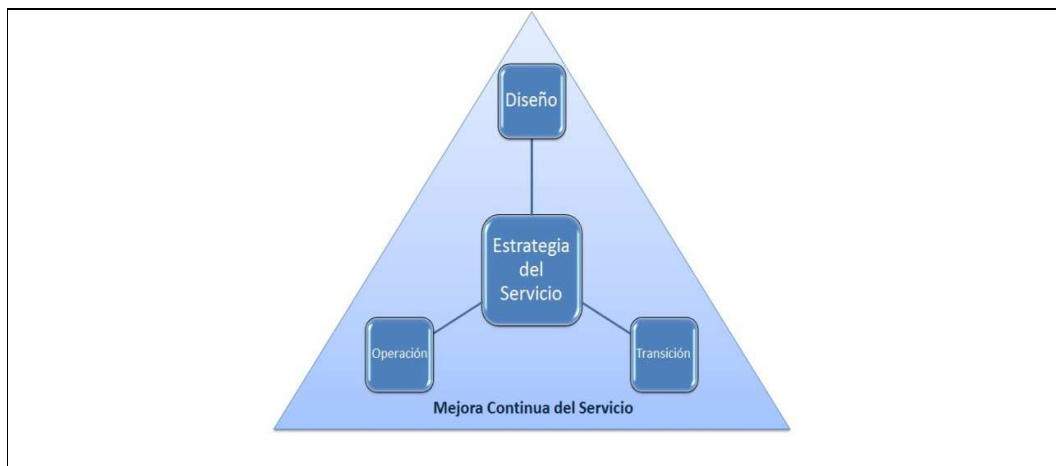 Diseño
Estrategia
del
Servicio
Operación
Transición
Mejora Continua del Servicio